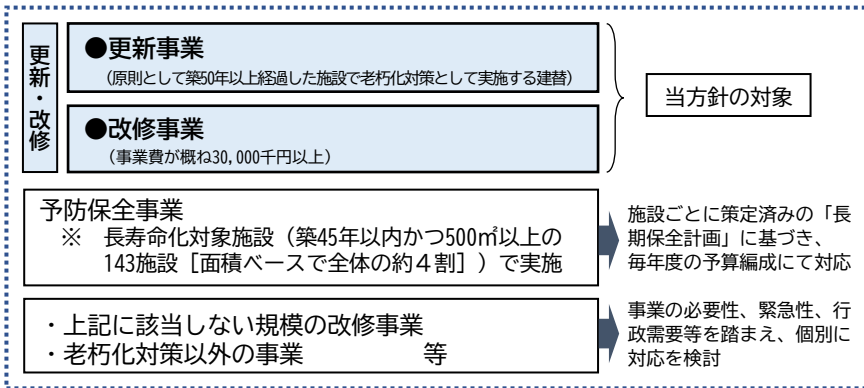 更新・改修
●更新事業
（原則として築50年以上経過した施設で老朽化対策として実施する建替）
●改修事業
（事業費が概ね30,000千円以上）
当方針の対象
予防保全事業
※　長寿命化対象施設（築45年以内かつ500㎡以上の
143施設［面積ベースで全体の約４割］）で実施
施設ごとに策定済みの「長
期保全計画」に基づき、
毎年度の予算編成にて対応
・上記に該当しない規模の改修事業
・老朽化対策以外の事業　　　　　等
事業の必要性、緊急性、行
政需要等を踏まえ、個別に
対応を検討